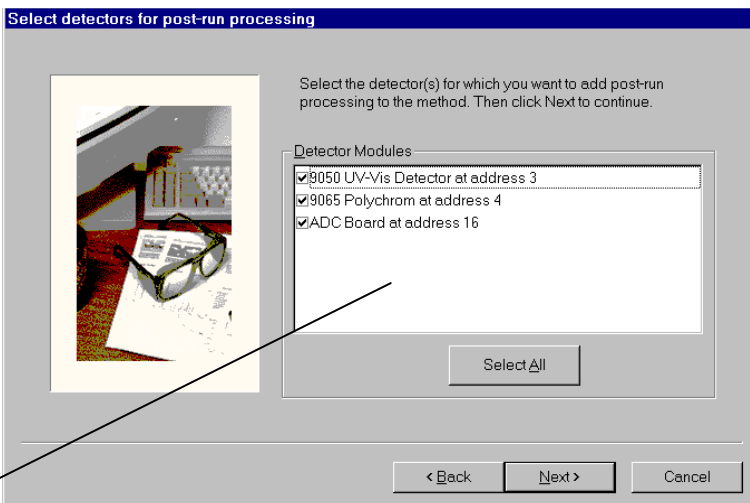 Select detectors for post-run processing
Select the detector(s) for which you want to add post-run
processing to the method. Then click Next to continue.
Detector Modules
9050 UV-Vis Detector at address 3
9065 Polychrom at address 4
ADC Board at address 16
Select All
< Back
Next >
Cancel